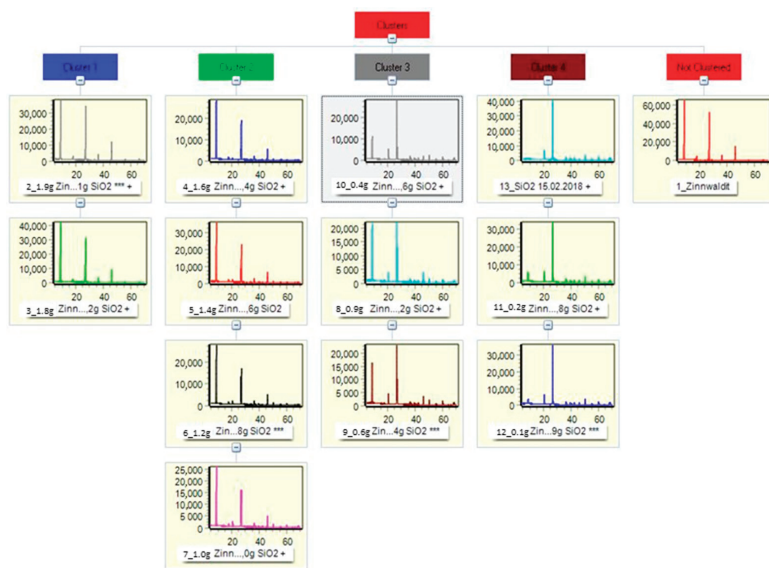 Clusters
Cluster 1
Cluster 2
Cluster 3
Cluster 4
Not Clustered
30,000
20,000
10,000
0
20 40 60
2_1.9g Zin...1g SiO2 *** +
20,000
10,000
0
20 40 60
4_1.6g Zinn...,4g SiO2 +
20,000
10,000
0
20 40 60
10_0.4g Zinn...,6g SiO2 +
40,000
30,000
20,000
10,000
0
20 40 60
13_SiO2 15.02.2018 +
60,000
40,000
20,000
0
20 40 60
1_Zinnwaldit
40,000
30,000
20,000
10,000
0
20 40 60
3_1.8g Zinn...,2g SiO2 +
30,000
20,000
10,000
0
20 40 60
5_1.4g Zinn...,6g SiO2
20,000
15,000
10,000
5 000
0
20 40 60
8_0.9g Zinn...,2g SiO2 +
30,000
20,000
10,000
0
20 40 60
11_0.2g Zinn...,8g SiO2 +
20,000
10,000
0
20 40 60
6_1.2g Zin...8g SiO2 ***
20,000
15,000
10,000
5 000
0
20 40 60
9_0.6g Zin...4g SiO2 ***
30,000
20,000
10,000
0
20 40 60
12_0.1g Zin...9g SiO2 ***
25,000
20,000
15,000
10,000
5,000
0
20 40 60
7_1.0g Zinn...,0g SiO2 +